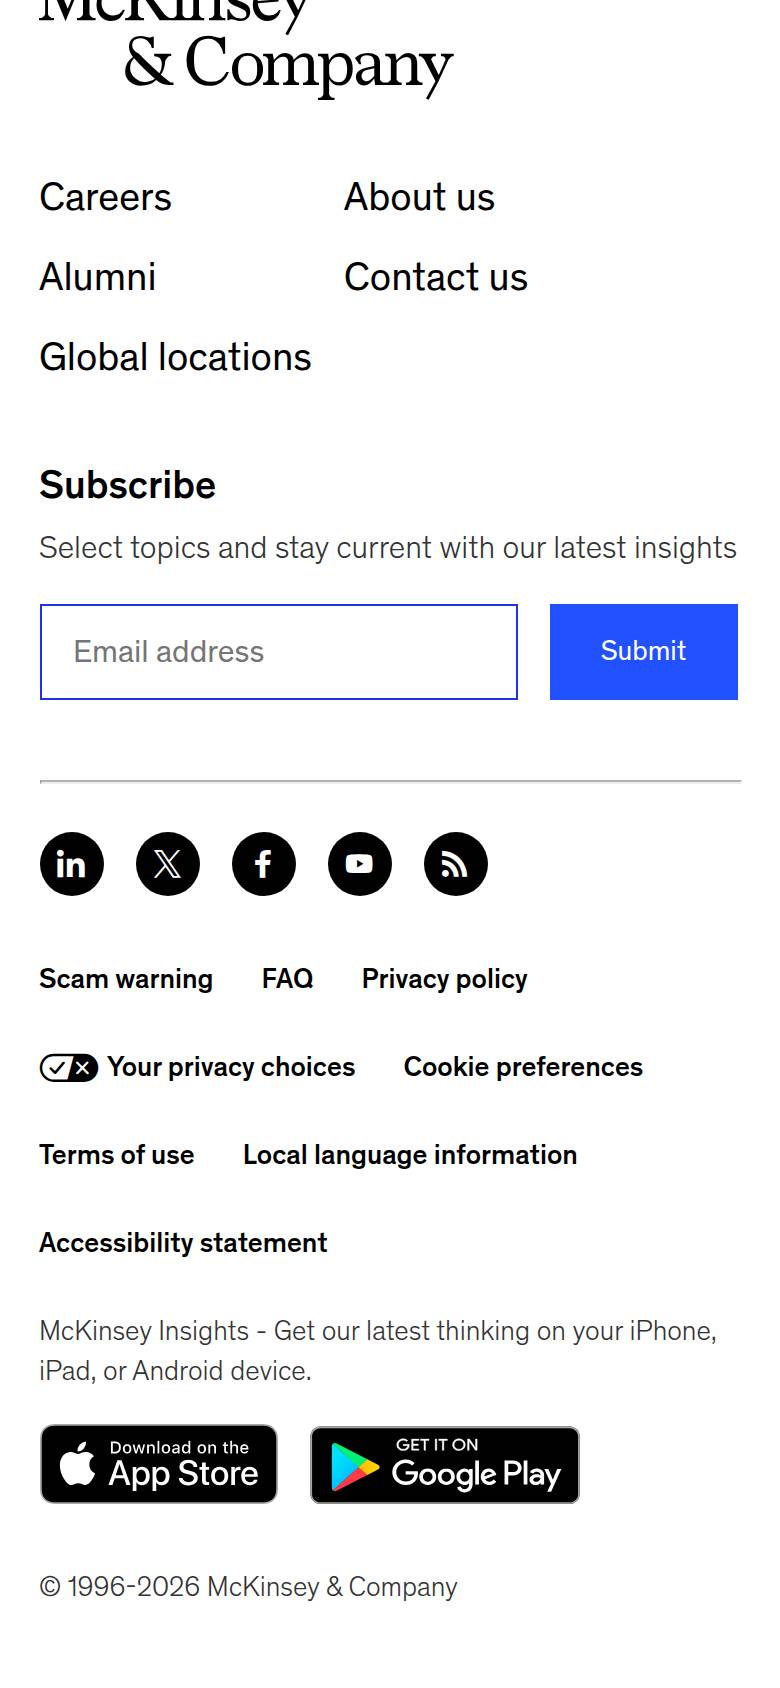 McKinsey
& Company
Careers
About us
Alumni
Contact us
Global locations
Subscribe
Select topics and stay current with our latest insights
Email address
Submit
Scam warning
FAQ
Privacy policy
Your privacy choices
Cookie preferences
Terms of use
Local language information
Accessibility statement
McKinsey Insights - Get our latest thinking on your iPhone,
iPad, or Android device.
Download on the
App Store
GET IT ON
Google Play
© 1996-2026 McKinsey & Company